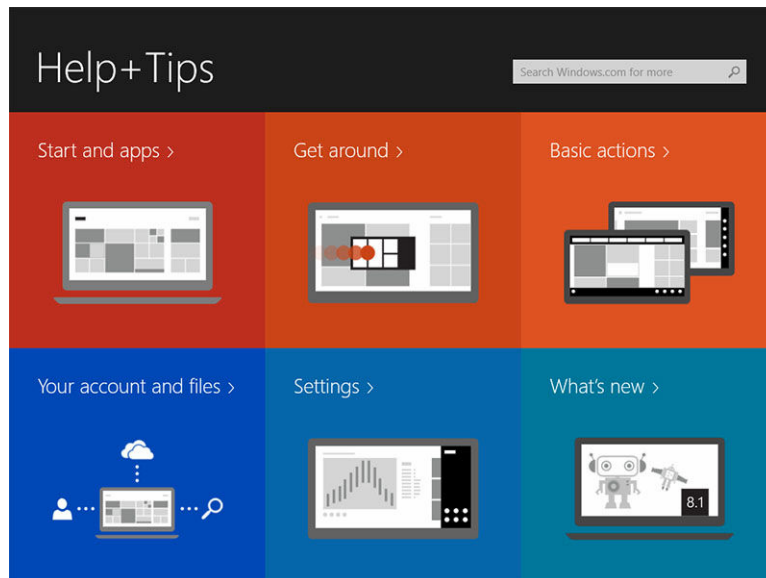 Help+Tips
Search Windows.com for more
Start and apps >
Get around >
Basic actions >
Your account and files >
Settings >
What's new >
8.1